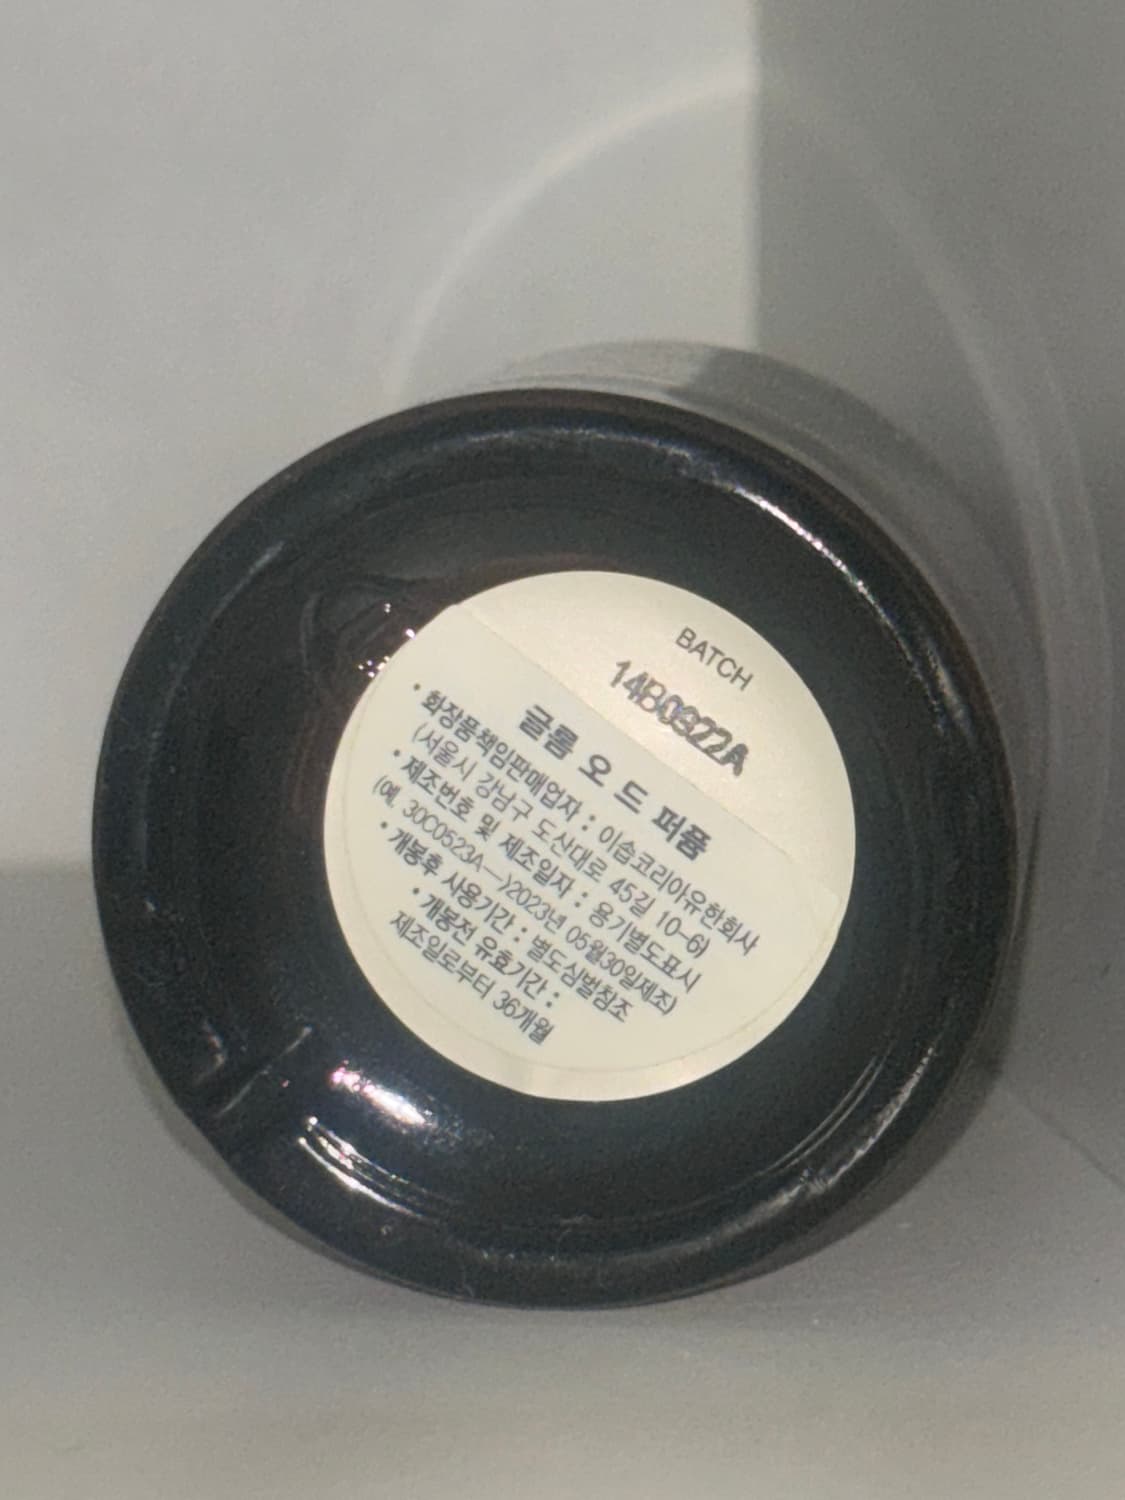 BATCH
14B0922A
글롬 오 드 퍼퓸
· 화장품책임판매업자 : 이솝코리아유한회사
(서울시 강남구 도산대로 45길 10-6)
· 제조번호 및 제조일자 : 용기별도표시
(예. 30C0523A—>2023년 05월30일제조)
· 개봉후 사용기간 : 별도심벌참조
· 개봉전 유효기간 :
제조일로부터 36개월